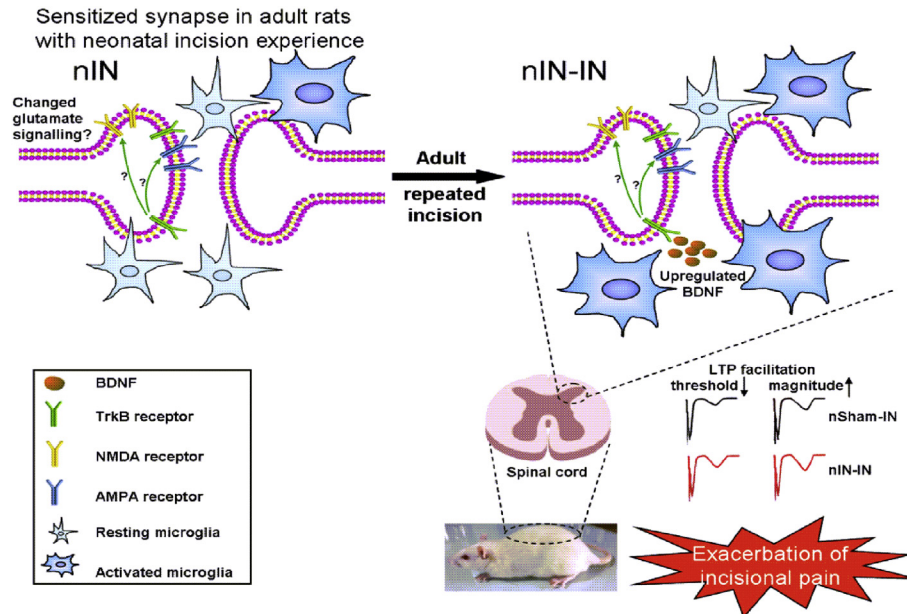 Sensitized synapse in adult rats
with neonatal incision experience
nIN
nIN-IN
Changed
glutamate
signalling?
?
?
Adult
repeated
incision
?
?
Upregulated
BDNF
BDNF
TrkB receptor
NMDA receptor
AMPA receptor
Resting microglia
Activated microglia
Spinal cord
LTP facilitation
threshold ↓ magnitude ↑
nSham-IN
nIN-IN
Exacerbation of
incisional pain